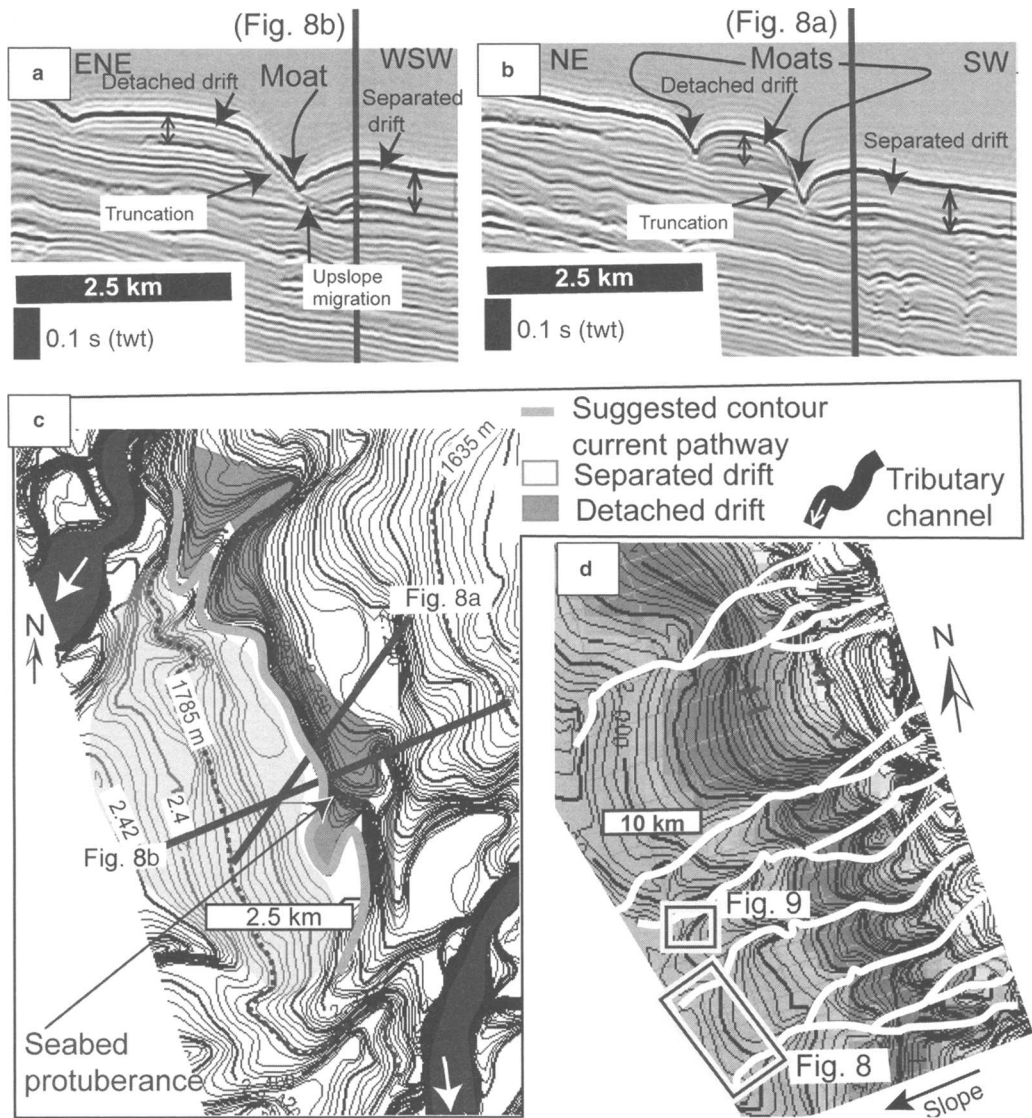 (Fig. 8b)
(Fig. 8a)
a
ENE
Detached drift
Moat
WSW
Separated
drift
Truncation
Upslope
migration
2.5 km
0.1 s (twt)
b
NE
Moats
SW
Detached drift
Separated drift
Truncation
2.5 km
0.1 s (twt)
c
Suggested contour
current pathway
Separated drift
Detached drift
Tributary
channel
1635 m
Fig. 8a
N
1785 m
2.4
2.42
Fig. 8b
2.5 km
Seabed
protuberance
d
N
10 km
Fig. 9
Fig. 8
Slope